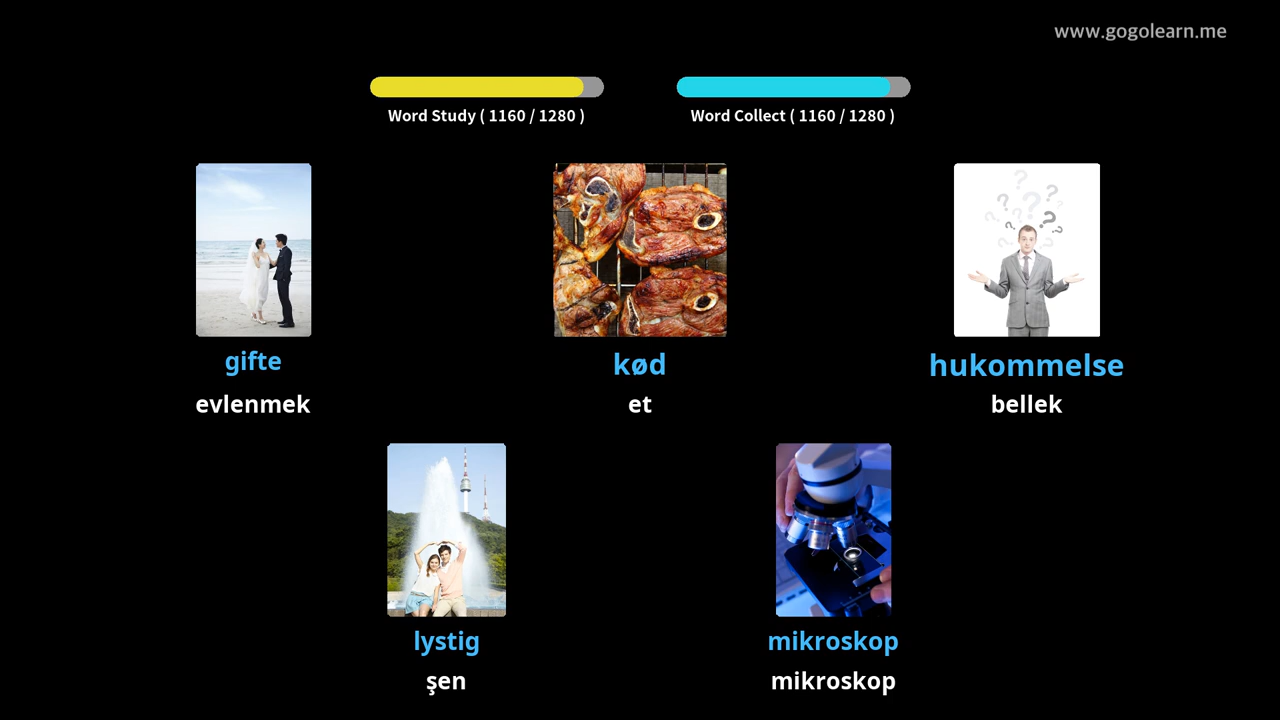 www.gogolearn.me
Word Study ( 1160 / 1280 )
Word Collect ( 1160 / 1280 )
gifte
evlenmek
kød
et
hukommelse
bellek
lystig
şen
mikroskop
mikroskop